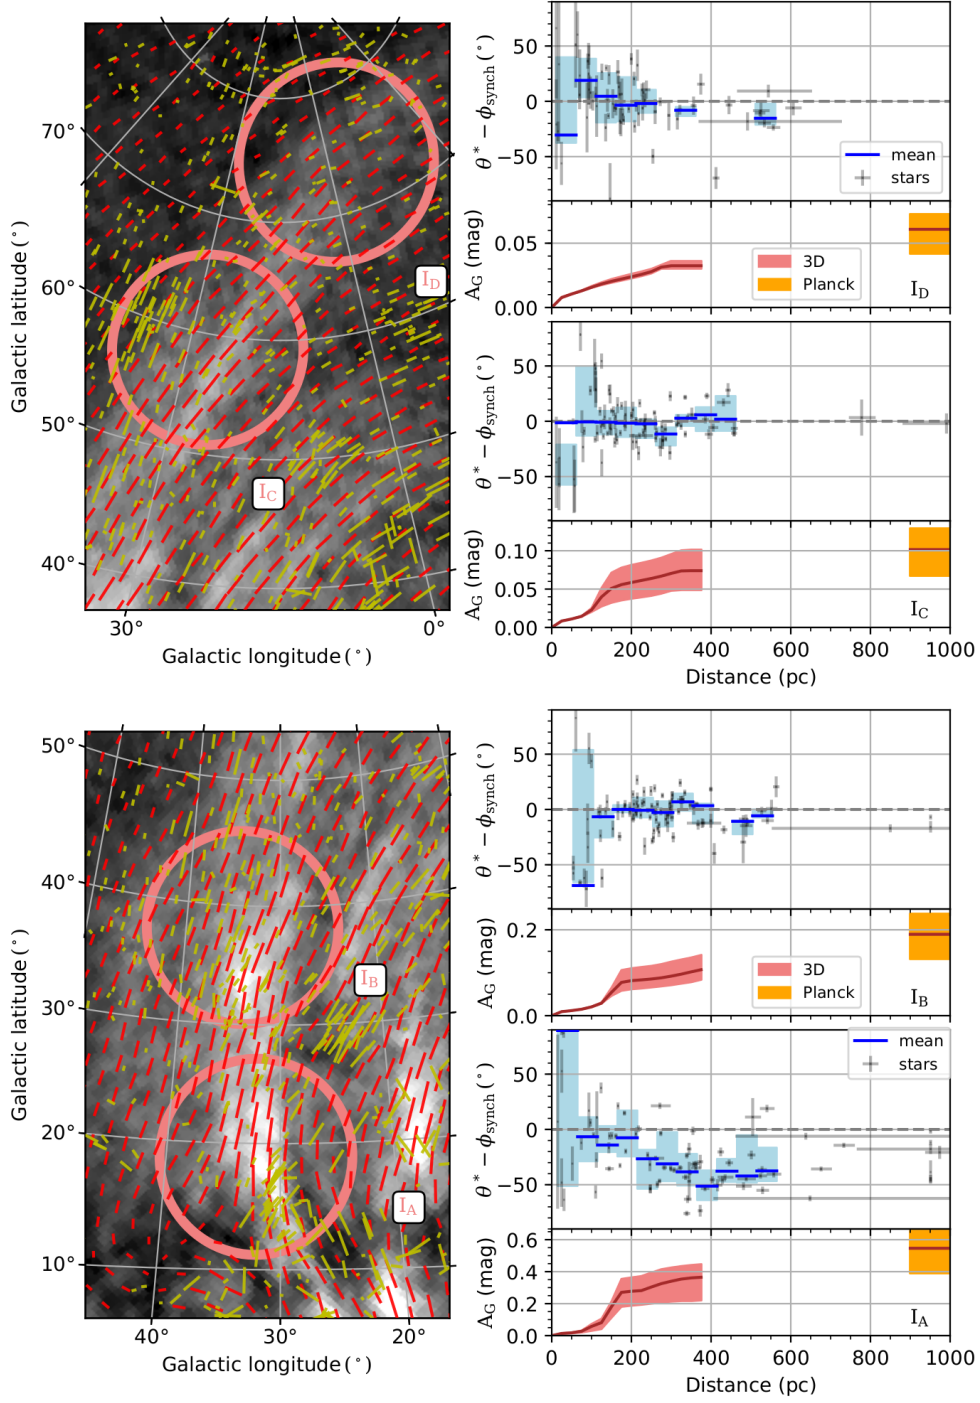 70°
60°
50°
40°
30°
0°
Galactic latitude(°)
Galactic longitude(°)
I_D
I_C
50
0
−50
θ* − ϕ_synch(°)
mean
stars
0.05
0.00
A_G (mag)
3D
Planck
I_D
50
0
−50
θ* − ϕ_synch(°)
0.10
0.05
0.00
A_G (mag)
I_C
0
200
400
600
800
1000
Distance (pc)
50°
40°
30°
20°
10°
40°
30°
20°
Galactic latitude(°)
Galactic longitude(°)
I_B
I_A
50
0
−50
θ* − ϕ_synch(°)
0.2
0.0
A_G (mag)
3D
Planck
I_B
50
0
−50
θ* − ϕ_synch(°)
mean
stars
0.6
0.4
0.2
0.0
A_G (mag)
I_A
0
200
400
600
800
1000
Distance (pc)